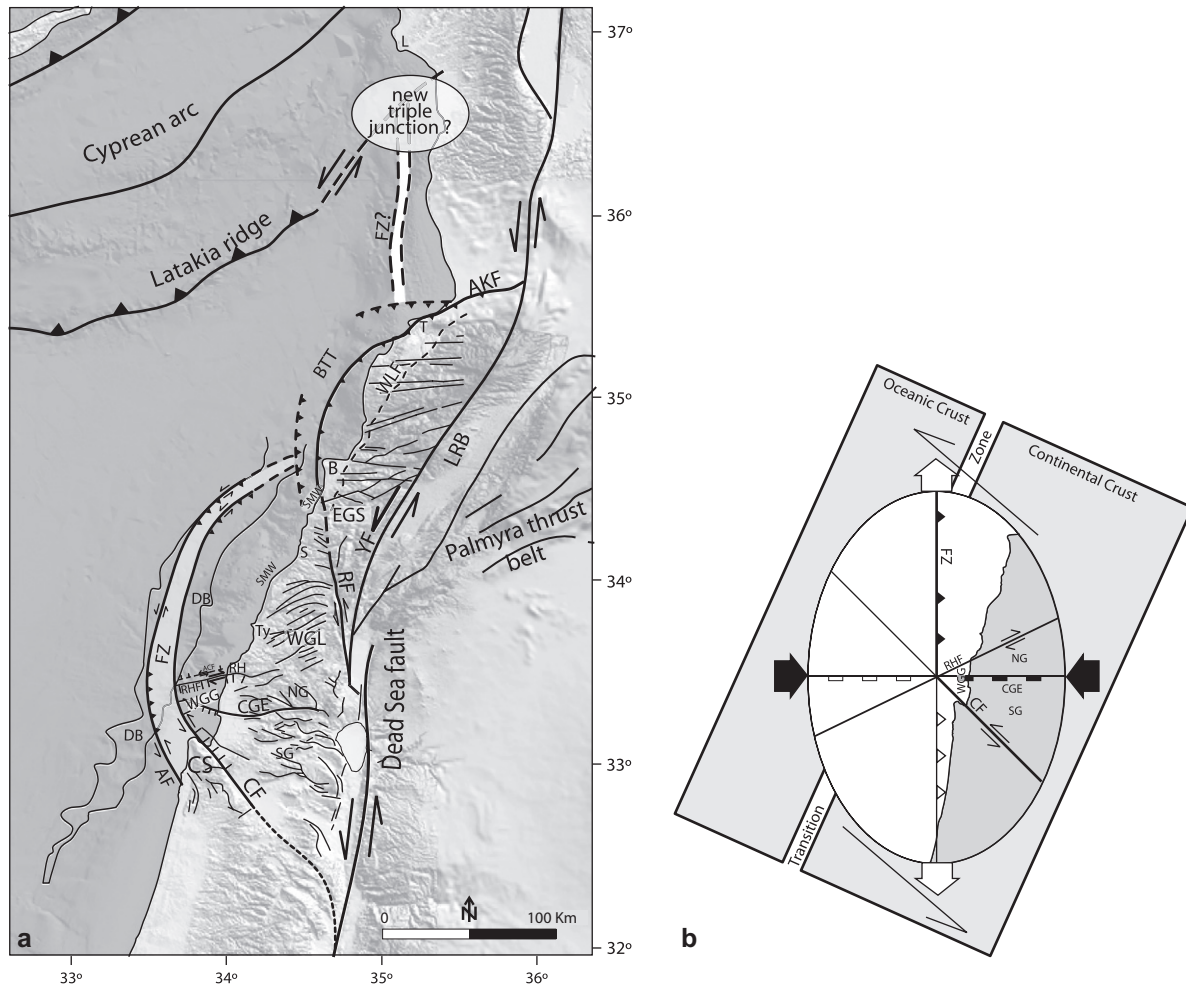 L
new
triple
junction ?
37º
Cyprean arc
FZ?
36º
Latakia ridge
AKF
T
BTT
WLF
35º
LRB
B
SMW
EGS
Palmyra thrust
belt
YF
S
RF
SMW
34º
DB
Ty
WGL
FZ
ACF
RH
RHF
WGG
NG
CGE
Dead Sea fault
DB
SG
33º
CS
AF
CF
N
0
100 Km
a
32º
33º
34º
35º
36º
Oceanic Crust
Zone
Continental Crust
FZ
RHF
NG
WGG
CGE
CF
SG
Transition
b